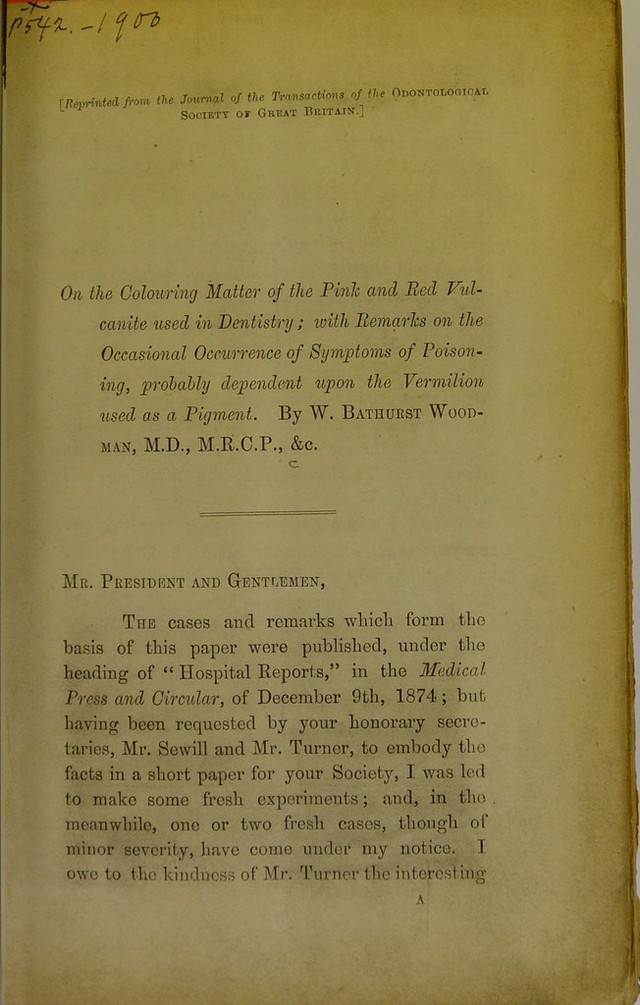 p542.-1900
[Reprinted from the Journal of the Transactions of the ODONTOLOGICAL
SOCIETY OF GREAT BRITAIN.]
On the Colouring Matter of the Pink and Red Vul-
canite used in Dentistry; with Remarks on the
Occasional Occurrence of Symptoms of Poison-
ing, probably dependent upon the Vermilion
used as a Pigment. By W. BATHURST WOOD-
MAN, M.D., M.R.C.P., &c.
MR. PRESIDENT AND GENTLEMEN,
THE cases and remarks which form the
basis of this paper were published, under the
heading of “Hospital Reports,” in the Medical
Press and Circular, of December 9th, 1874; but
having been requested by your honorary secre-
taries, Mr. Sewill and Mr. Turner, to embody the
facts in a short paper for your Society, I was led
to make some fresh experiments; and, in the
meanwhile, one or two fresh cases, though of
minor severity, have come under my notice. I
owe to the kindness of Mr. Turner the interesting
A